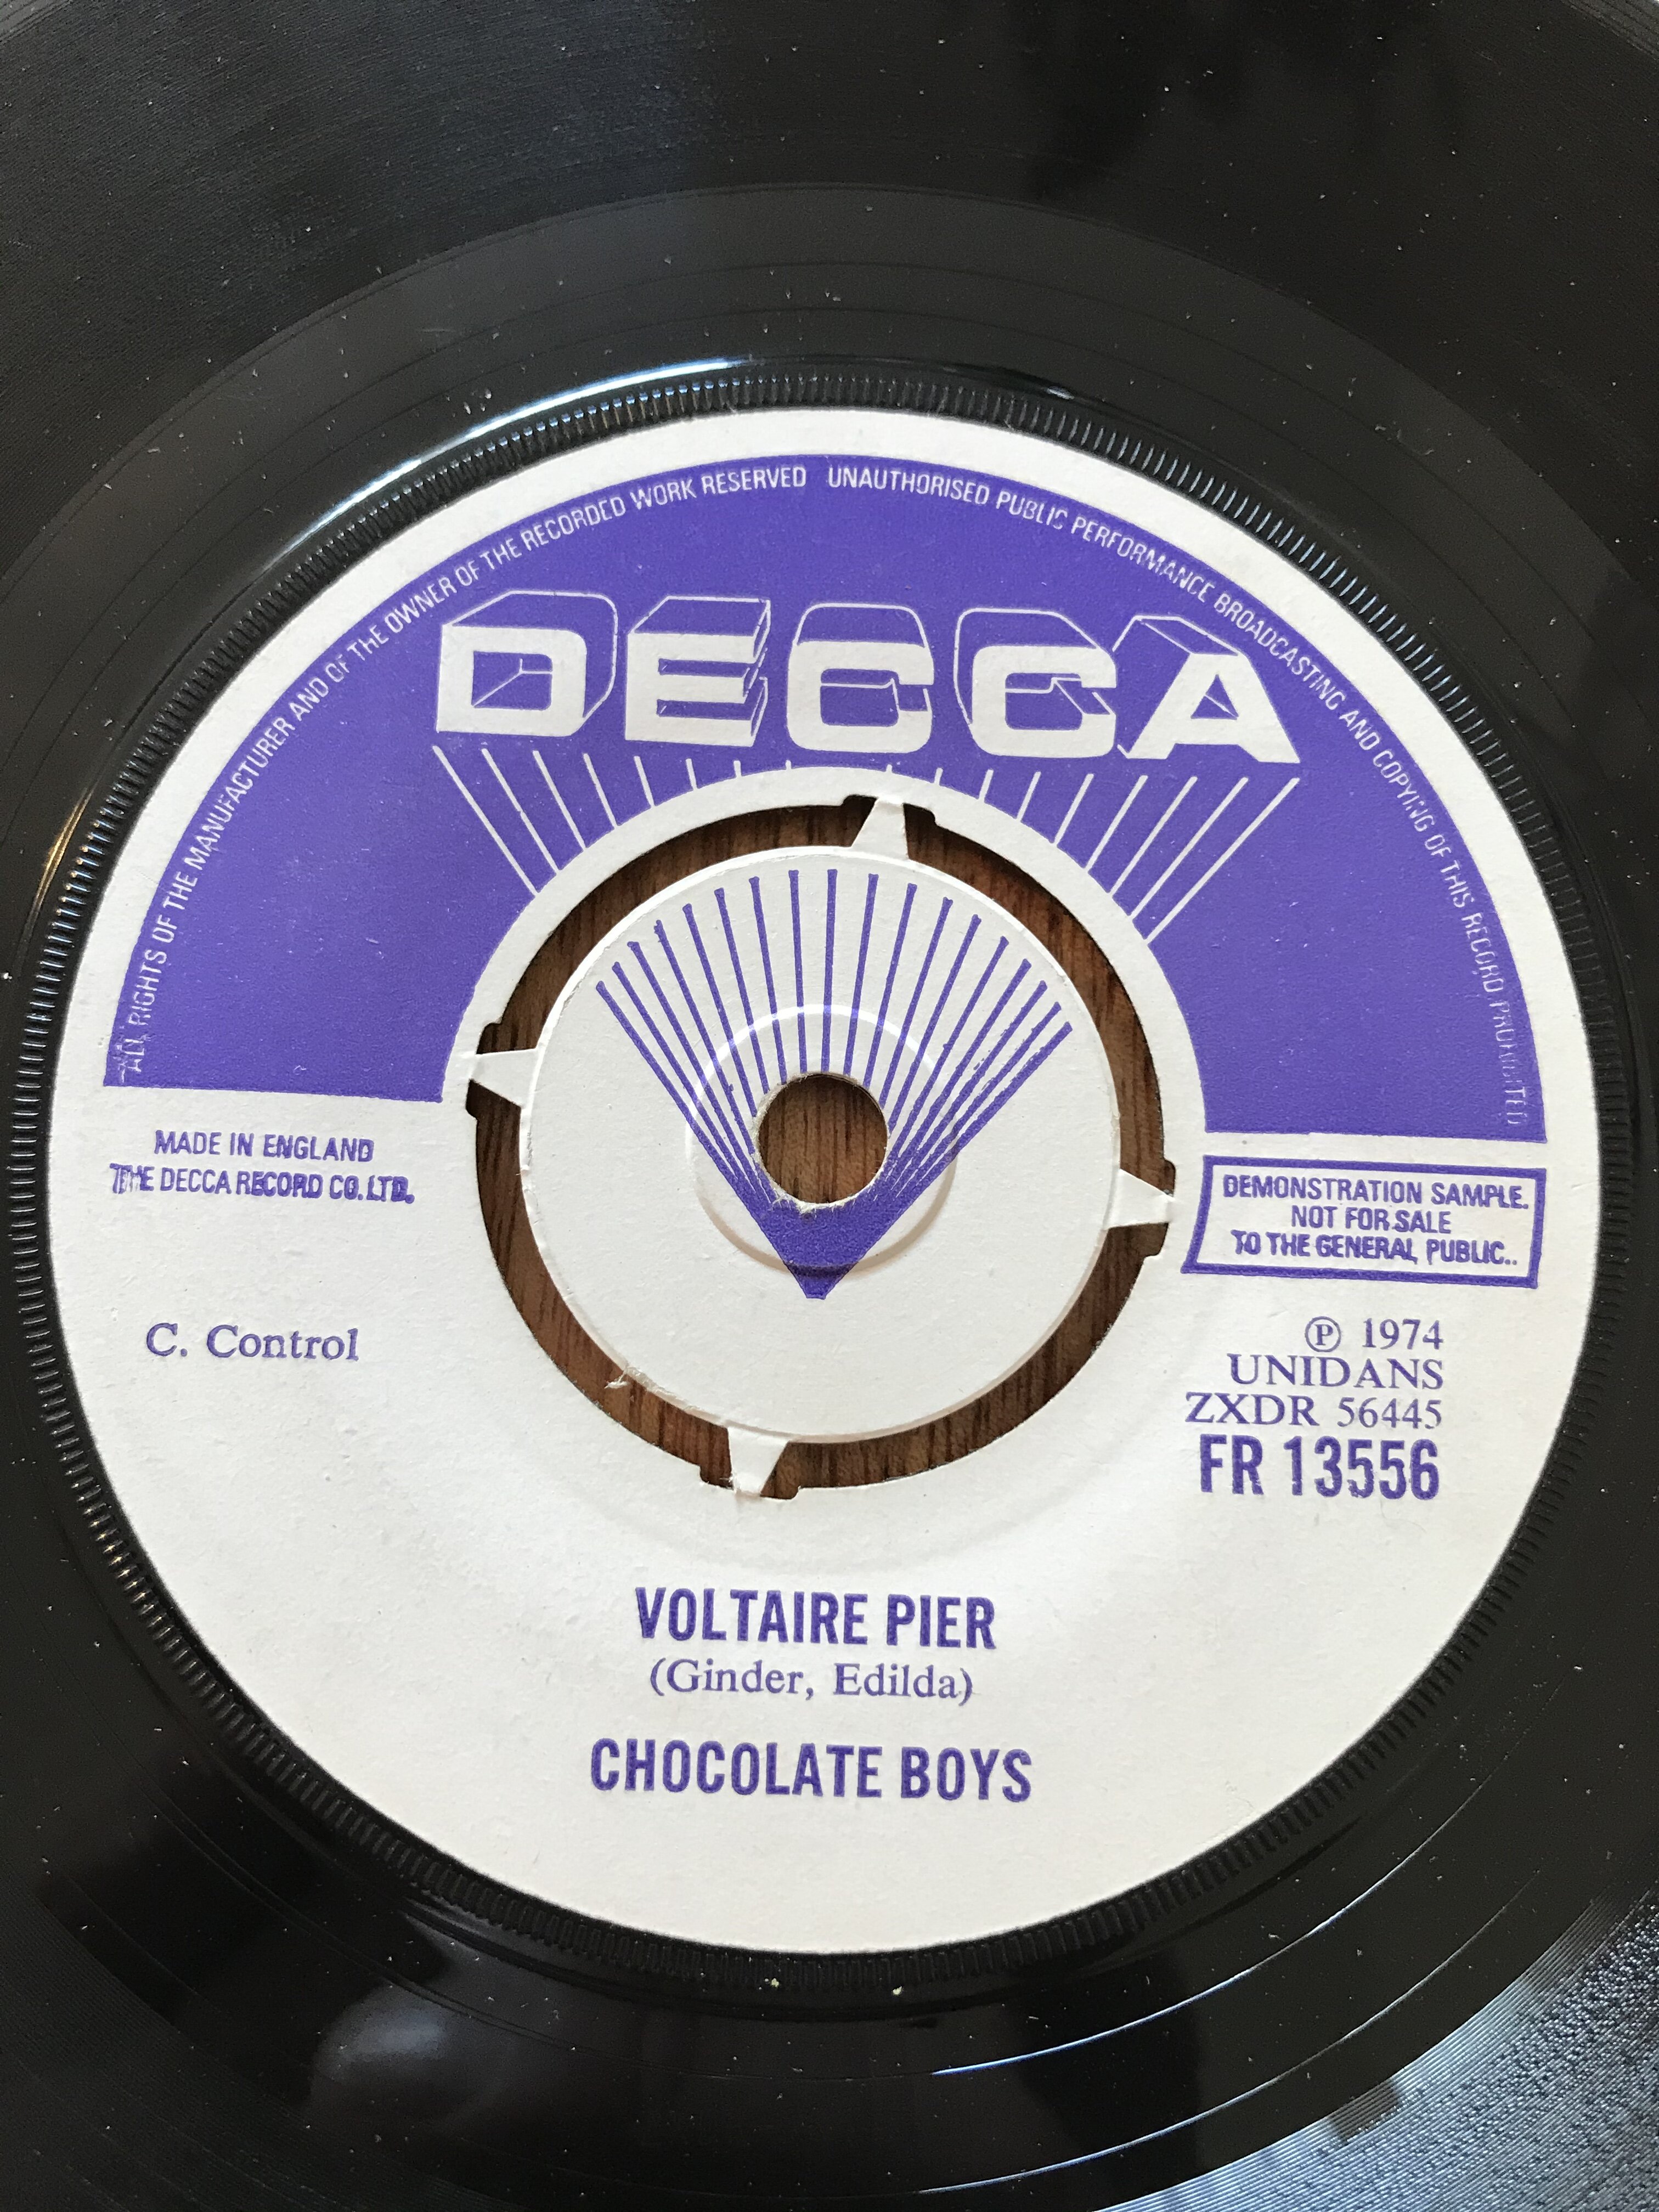 ALL RIGHTS OF THE MANUFACTURER AND OF THE OWNER OF THE RECORDED WORK RESERVED UNAUTHORISED PUBLIC PERFORMANCE BROADCASTING AND COPYING OF THIS RECORD PROHIBITED
DECCA
MADE IN ENGLAND
THE DECCA RECORD CO. LTD.
DEMONSTRATION SAMPLE.
NOT FOR SALE
TO THE GENERAL PUBLIC..
C. Control
℗ 1974
UNIDANS
ZXDR 56445
FR 13556
VOLTAIRE PIER
(Ginder, Edilda)
CHOCOLATE BOYS